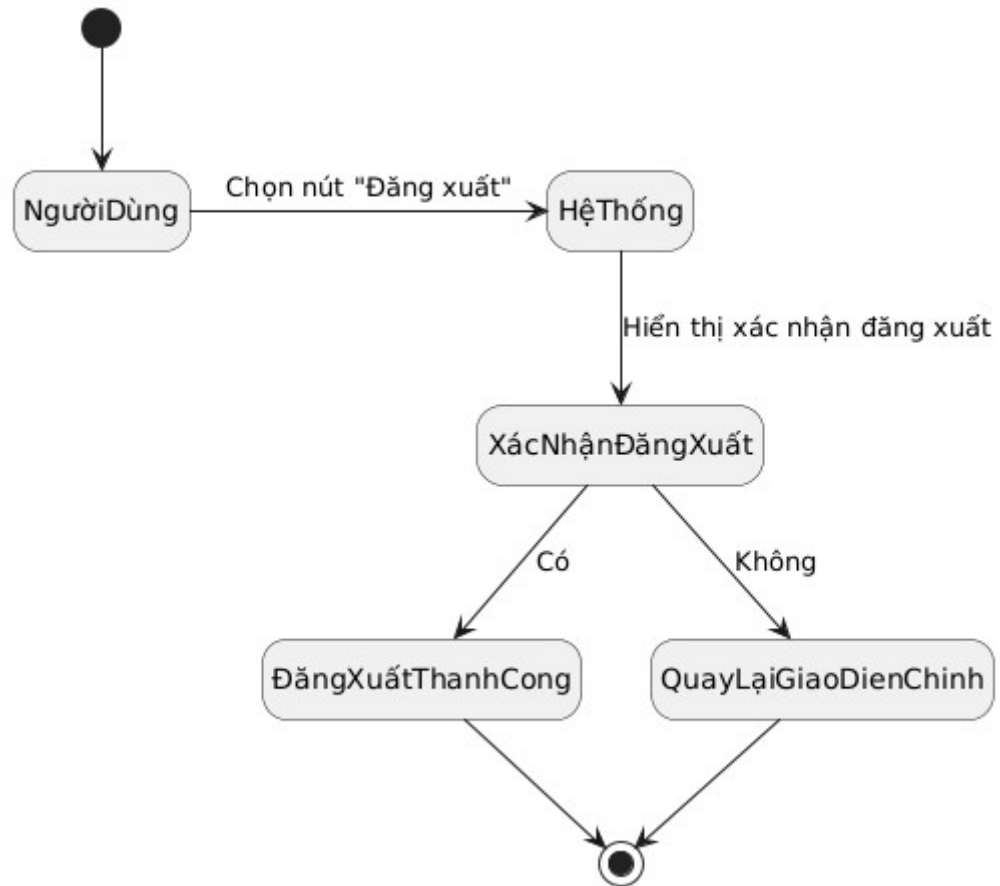 NgườiDùng
Chọn nút "Đăng xuất"
HệThống
Hiển thị xác nhận đăng xuất
XácNhậnĐăngXuất
Có
Không
ĐăngXuấtThanhCong
QuayLạiGiaoDienChinh